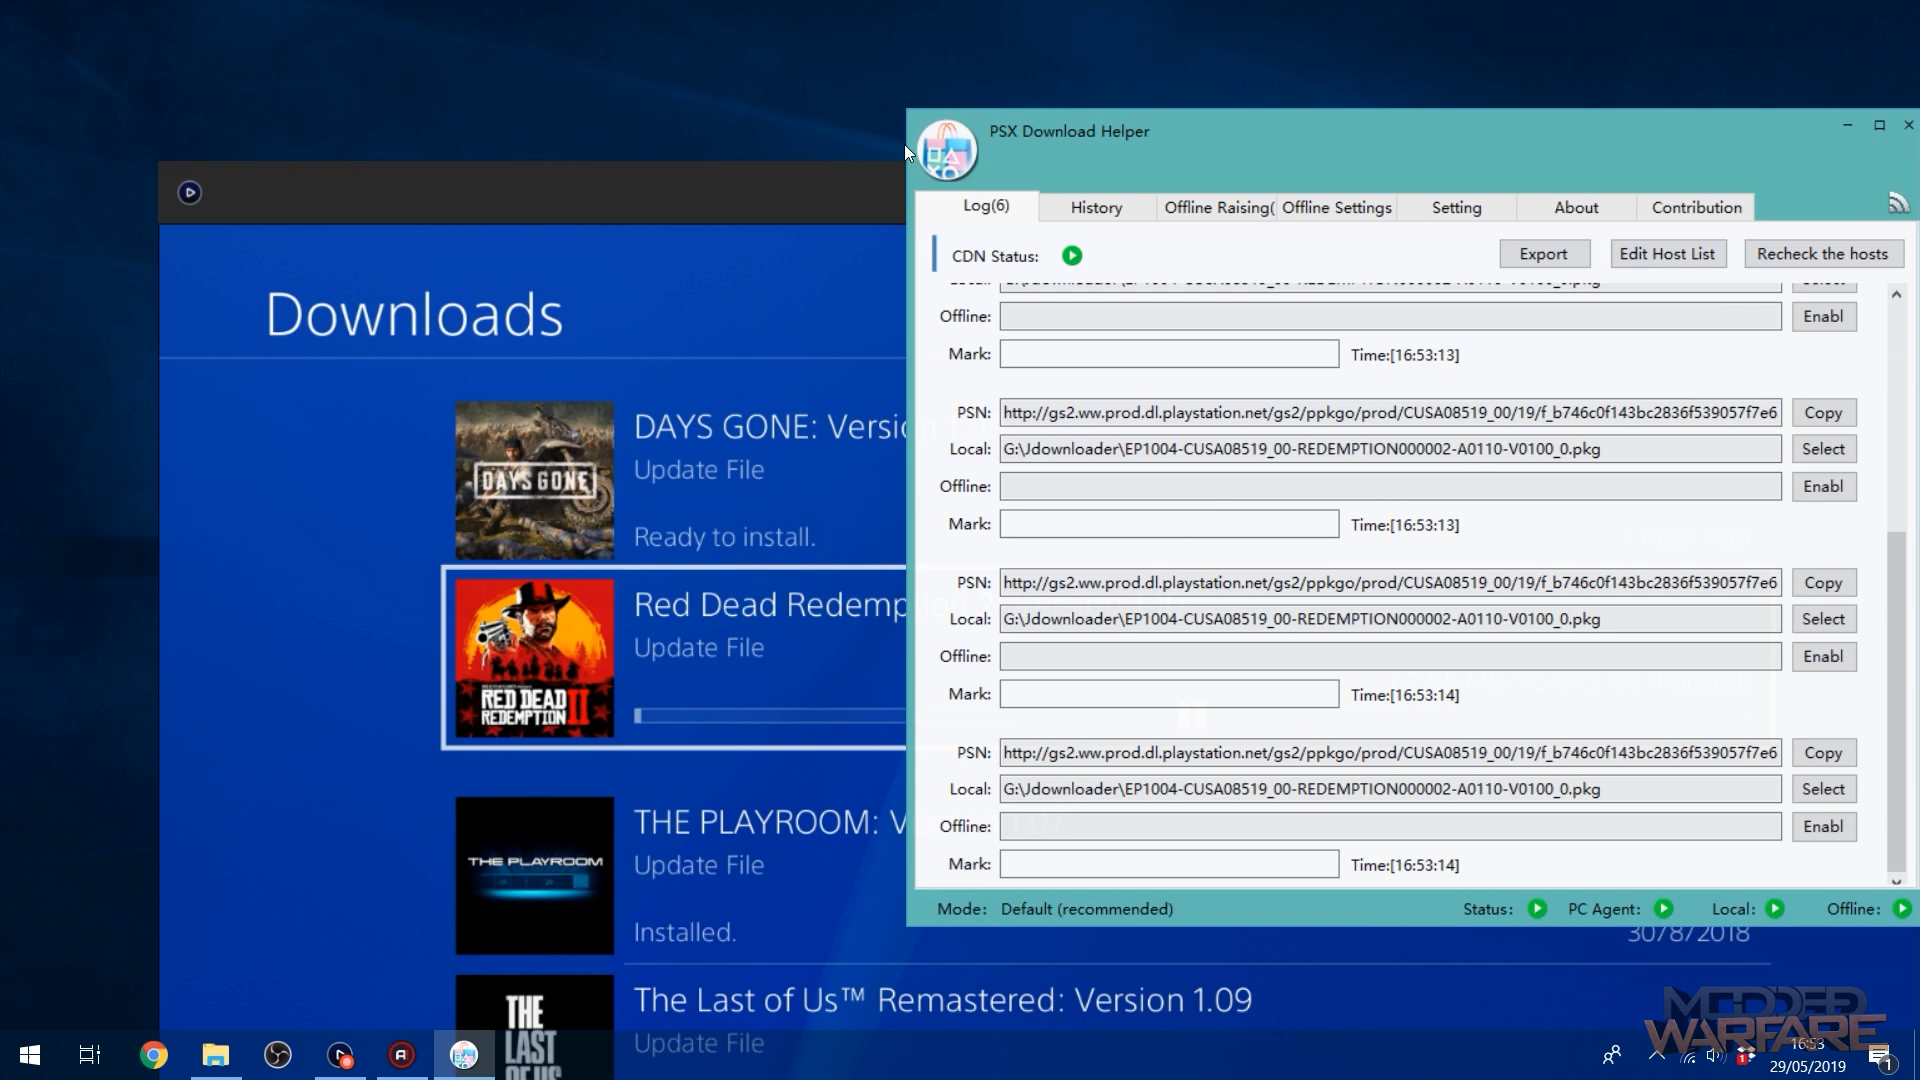 PSX Download Helper
Log(6)
History
Offline Raising(
Offline Settings
Setting
About
Contribution
CDN Status:
Export
Edit Host List
Recheck the hosts
Offline:
Enabl
Mark:
Time:[16:53:13]
PSN:
http://gs2.ww.prod.dl.playstation.net/gs2/ppkgo/prod/CUSA08519_00/19/f_b746c0f143bc2836f539057f7e6
Copy
Local:
G:\Jdownloader\EP1004-CUSA08519_00-REDEMPTION000002-A0110-V0100_0.pkg
Select
Offline:
Enabl
Mark:
Time:[16:53:13]
PSN:
http://gs2.ww.prod.dl.playstation.net/gs2/ppkgo/prod/CUSA08519_00/19/f_b746c0f143bc2836f539057f7e6
Copy
Local:
G:\Jdownloader\EP1004-CUSA08519_00-REDEMPTION000002-A0110-V0100_0.pkg
Select
Offline:
Enabl
Mark:
Time:[16:53:14]
PSN:
http://gs2.ww.prod.dl.playstation.net/gs2/ppkgo/prod/CUSA08519_00/19/f_b746c0f143bc2836f539057f7e6
Copy
Local:
G:\Jdownloader\EP1004-CUSA08519_00-REDEMPTION000002-A0110-V0100_0.pkg
Select
Offline:
Enabl
Mark:
Time:[16:53:14]
Mode: Default (recommended)
Status:
PC Agent:
Local:
Offline:
Downloads
DAYS GONE
DAYS GONE: Versio
Update File
Ready to install.
RED DEAD
REDEMPTION II
Red Dead Redemp
Update File
THE PLAYROOM
THE PLAYROOM: V
Update File
Installed.
30/8/2018
THE
LAST
OF US
The Last of Us™ Remastered: Version 1.09
Update File
MODDED
WARFARE
16:53
29/05/2019
1
1